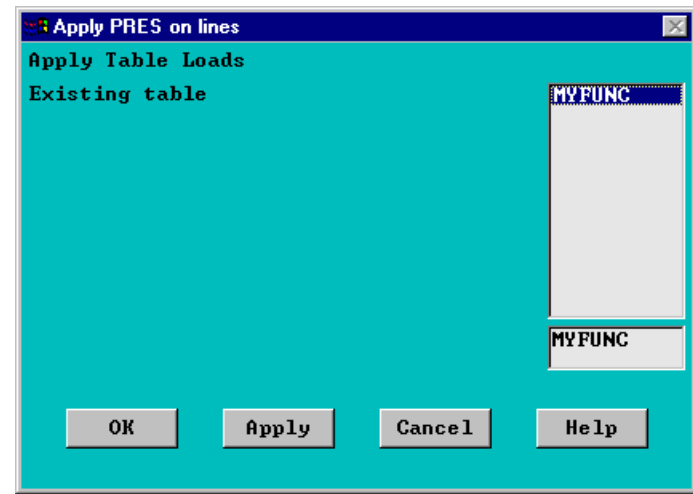 Apply PRES on lines
Apply Table Loads
Existing table
MYFUNC
MYFUNC
OK Apply Cancel Help